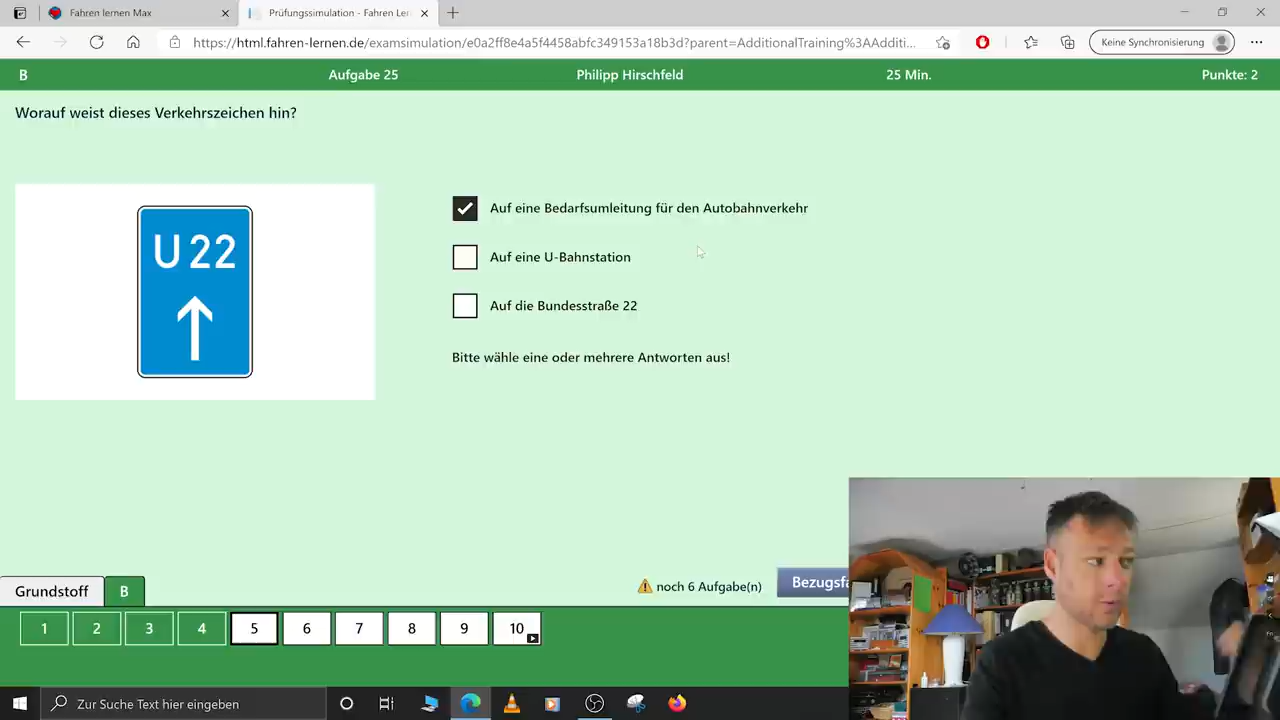 Fahren lernen Max
Prüfungssimulation - Fahren Ler
https://html.fahren-lernen.de/examsimulation/e0a2ff8e4a5f4458abfc349153a18b3d?parent=AdditionalTraining%3AAdditi...
Keine Synchronisierung
B
Aufgabe 25
Philipp Hirschfeld
25 Min.
Punkte: 2
Worauf weist dieses Verkehrszeichen hin?
U 22
Auf eine Bedarfsumleitung für den Autobahnverkehr
Auf eine U-Bahnstation
Auf die Bundesstraße 22
Bitte wähle eine oder mehrere Antworten aus!
Grundstoff
B
noch 6 Aufgabe(n)
Bezugsfa
1 2 3 4 5 6 7 8 9 10
Zur Suche Text hier eingeben